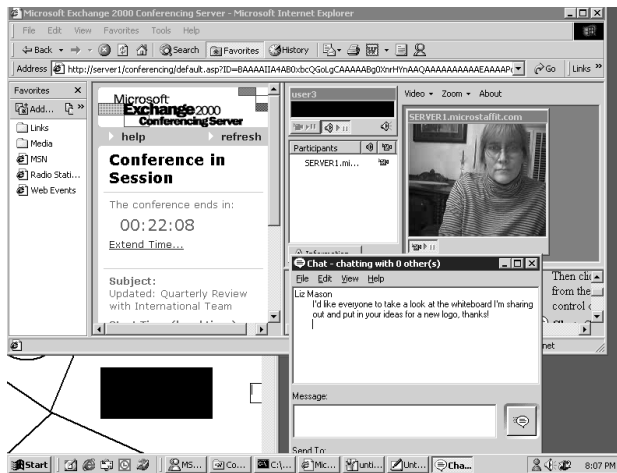 Microsoft Exchange 2000 Conferencing Server - Microsoft Internet Explorer
File Edit View Favorites Tools Help
Back Search Favorites History
Address http://server1/conferencing/default.asp?ID=BAAAAIIA4AB0xbcQGoLgCAAAAABg0XnrHYnAAQAAAAAAAAAAEAAAAP Go Links »
Favorites X
Add... »
Links
Media
MSN
Radio Stati...
Web Events
Microsoft
Exchange 2000
Conferencing Server
help refresh
Conference in
Session
The conference ends in:
00:22:08
Extend Time...
Subject:
Updated: Quarterly Review
with International Team
user3
Participants
SERVER1.mi...
Information
Video Zoom About
SERVER1.microstaffit.com
Then
from the
control
Chat - chatting with 0 other(s)
File Edit View Help
Liz Mason
I'd like everyone to take a look at the whiteboard I'm sharing
out and put in your ideas for a new logo, thanks!
Message:
Send To:
net
Start MS... Co... C:\... Mic... unti... Unt... Cha... 8:07 PM